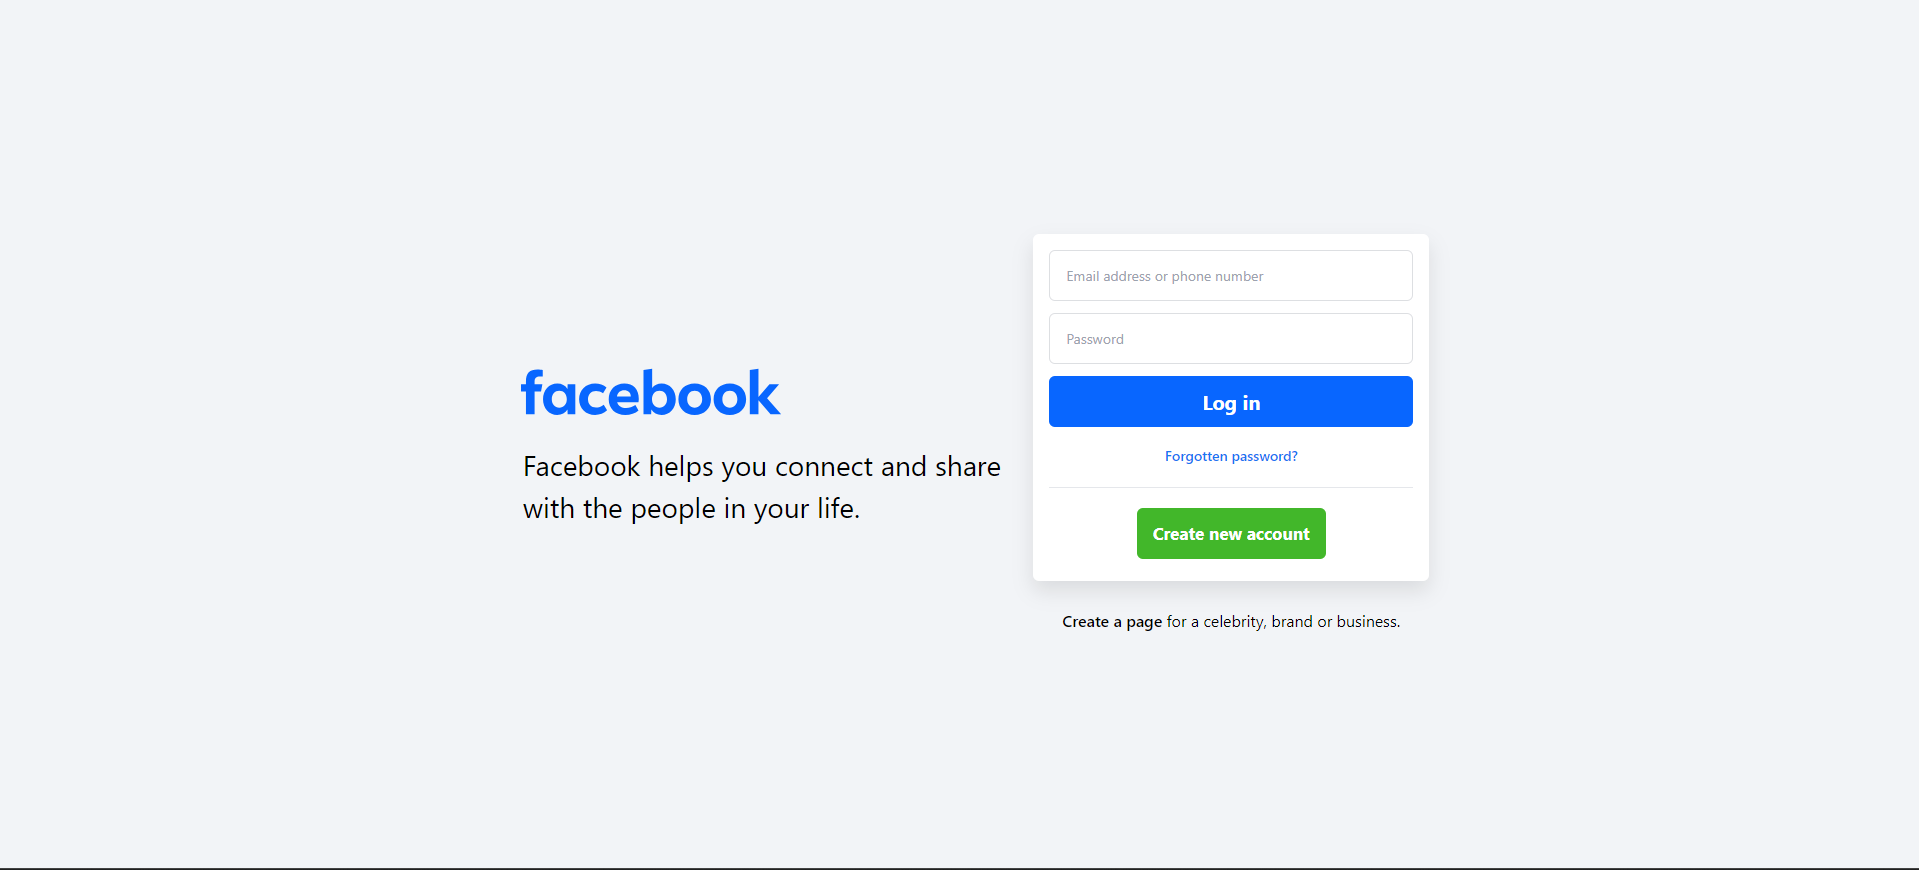 facebook
Facebook helps you connect and share
with the people in your life.
Email address or phone number
Password
Log in
Forgotten password?
Create new account
Create a page for a celebrity, brand or business.